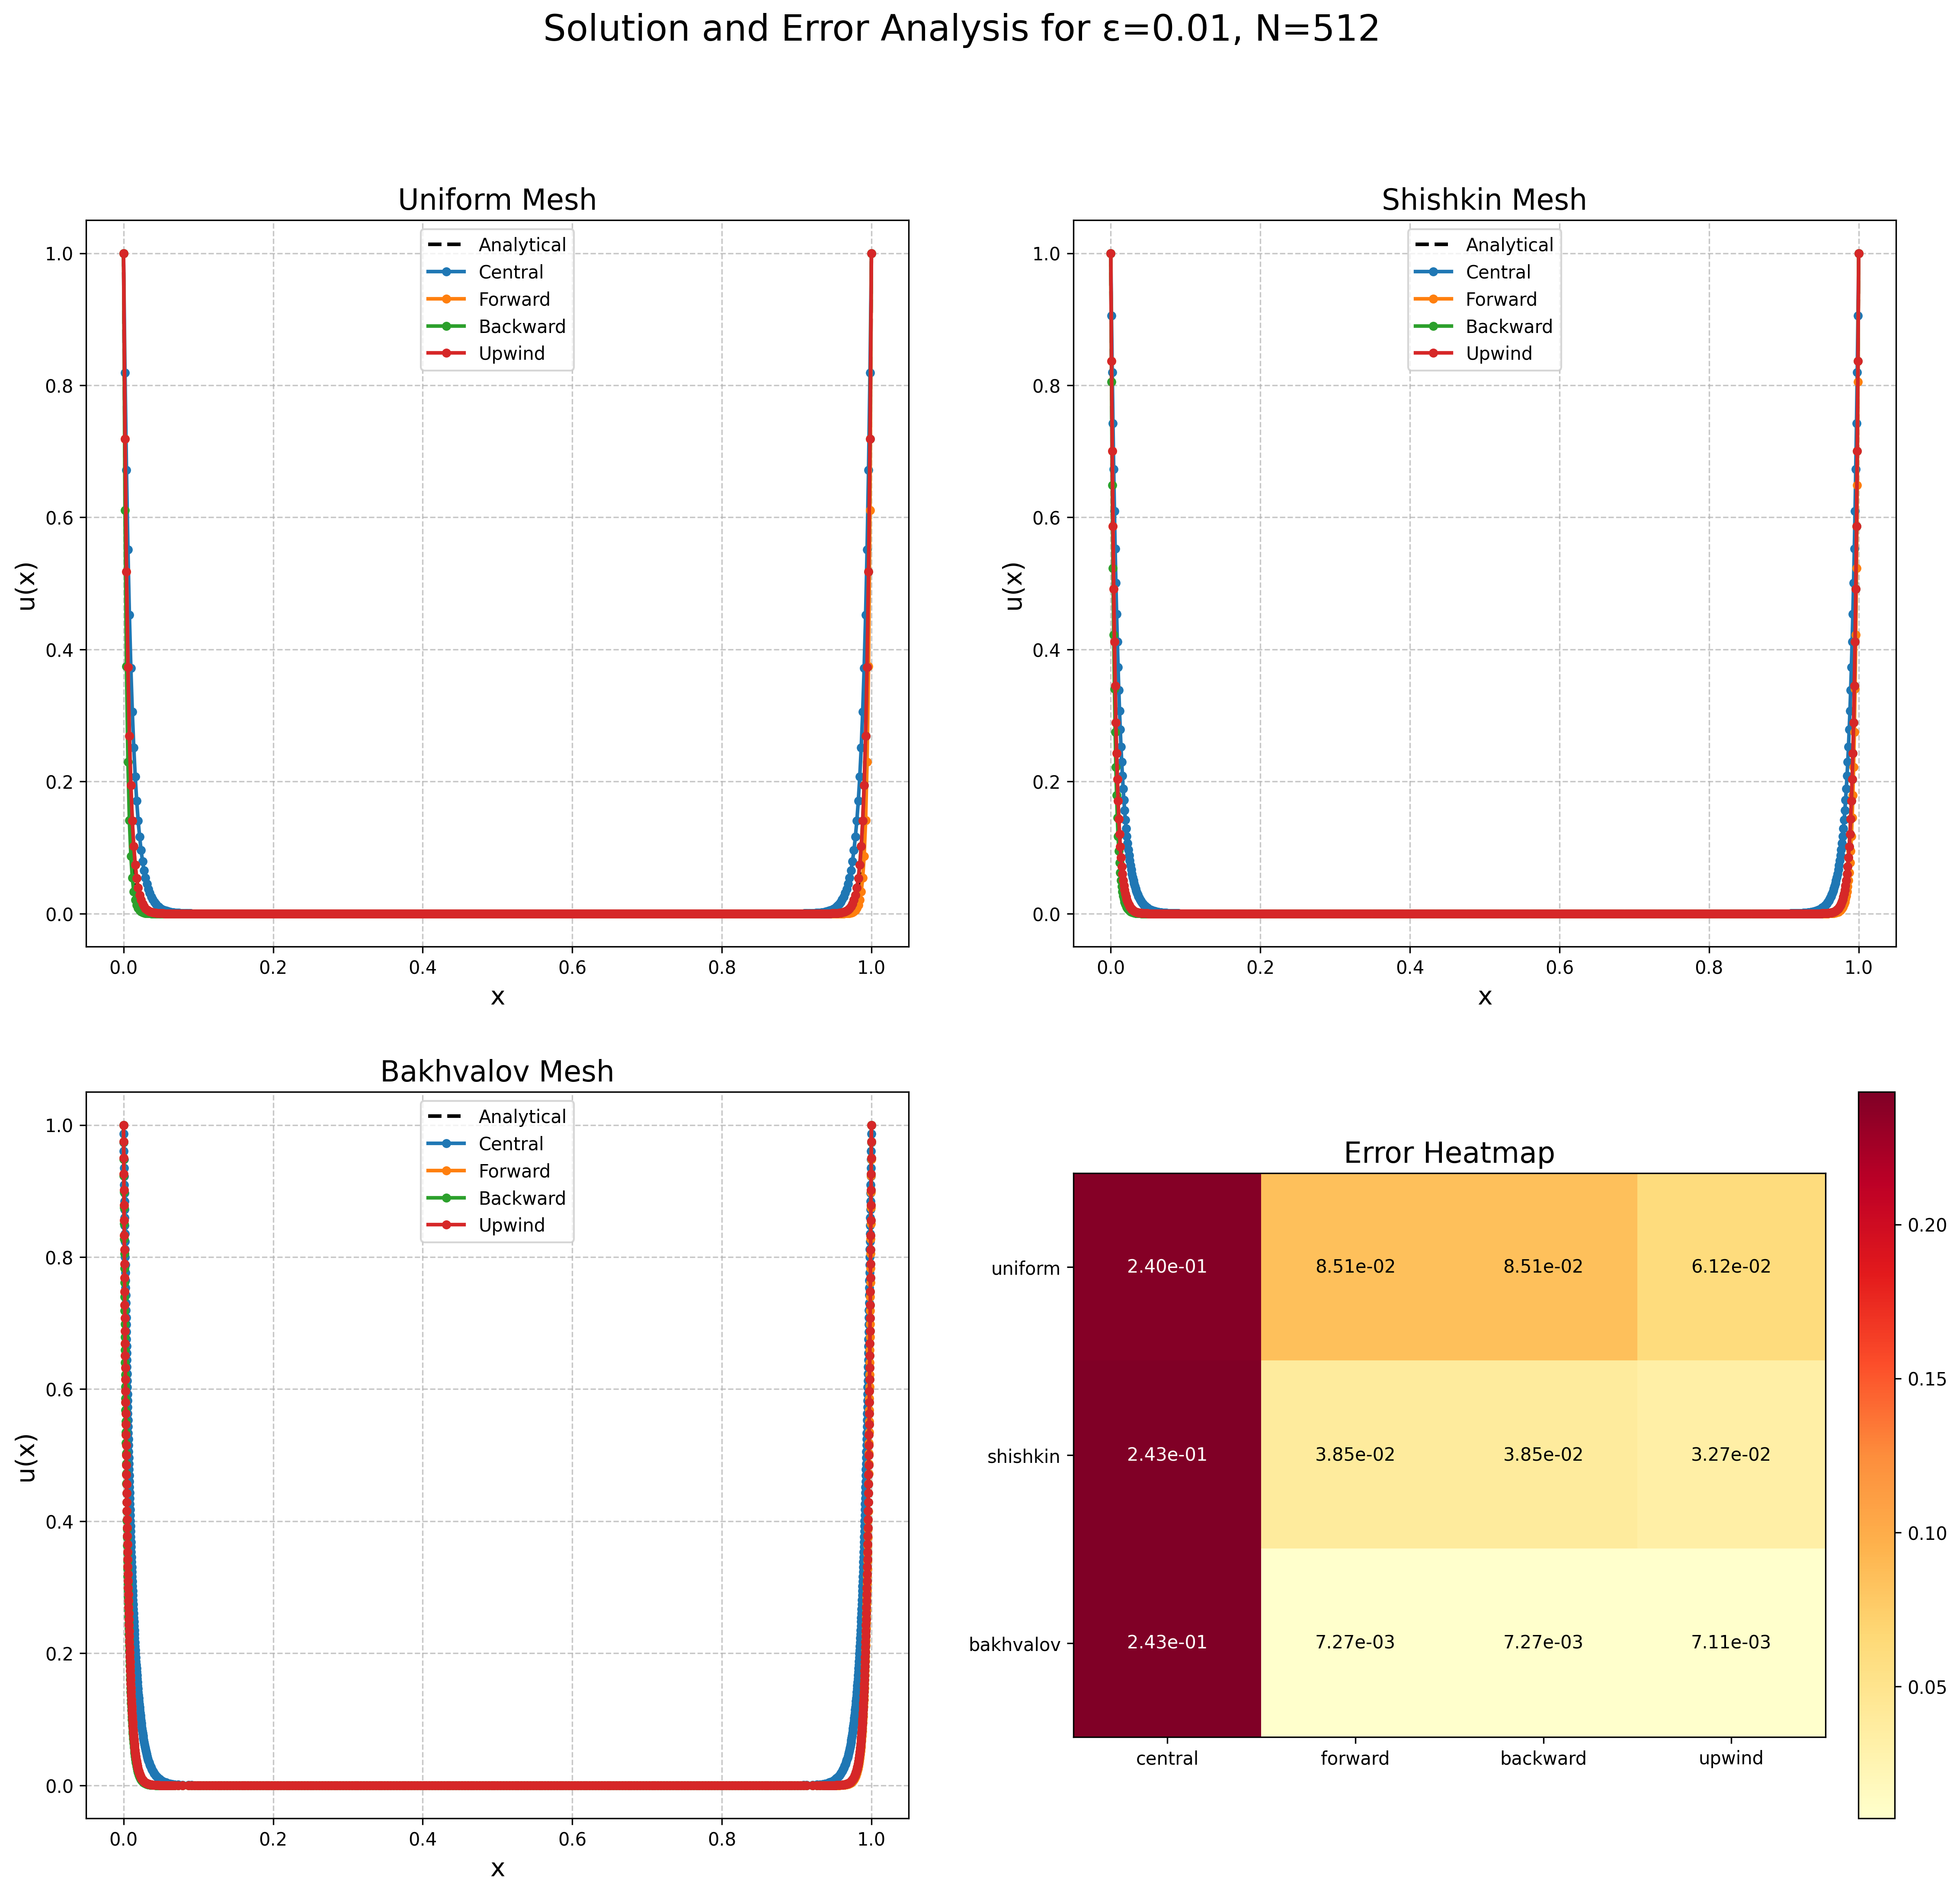 Solution and Error Analysis for ε=0.01, N=512
Uniform Mesh
Analytical
Central
Forward
Backward
Upwind
1.0
0.8
0.6
0.4
0.2
0.0
u(x)
0.0 0.2 0.4 0.6 0.8 1.0
x
Shishkin Mesh
Analytical
Central
Forward
Backward
Upwind
1.0
0.8
0.6
0.4
0.2
0.0
u(x)
0.0 0.2 0.4 0.6 0.8 1.0
x
Bakhvalov Mesh
Analytical
Central
Forward
Backward
Upwind
1.0
0.8
0.6
0.4
0.2
0.0
u(x)
0.0 0.2 0.4 0.6 0.8 1.0
x
Error Heatmap
uniform 2.40e-01 8.51e-02 8.51e-02 6.12e-02
shishkin 2.43e-01 3.85e-02 3.85e-02 3.27e-02
bakhvalov 2.43e-01 7.27e-03 7.27e-03 7.11e-03
central forward backward upwind
0.20
0.15
0.10
0.05